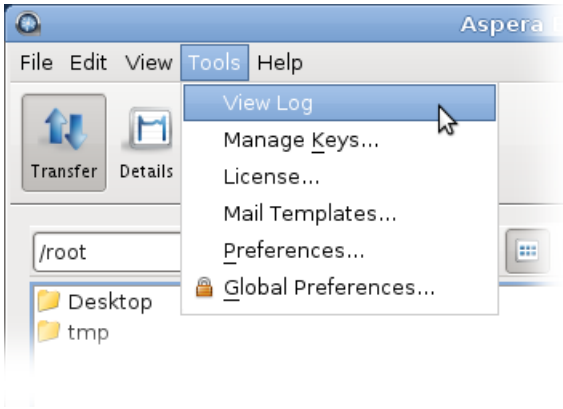 Aspera
File Edit View Tools Help
View Log
Manage Keys...
License...
Mail Templates...
Preferences...
Global Preferences...
Transfer Details
/root
Desktop
tmp